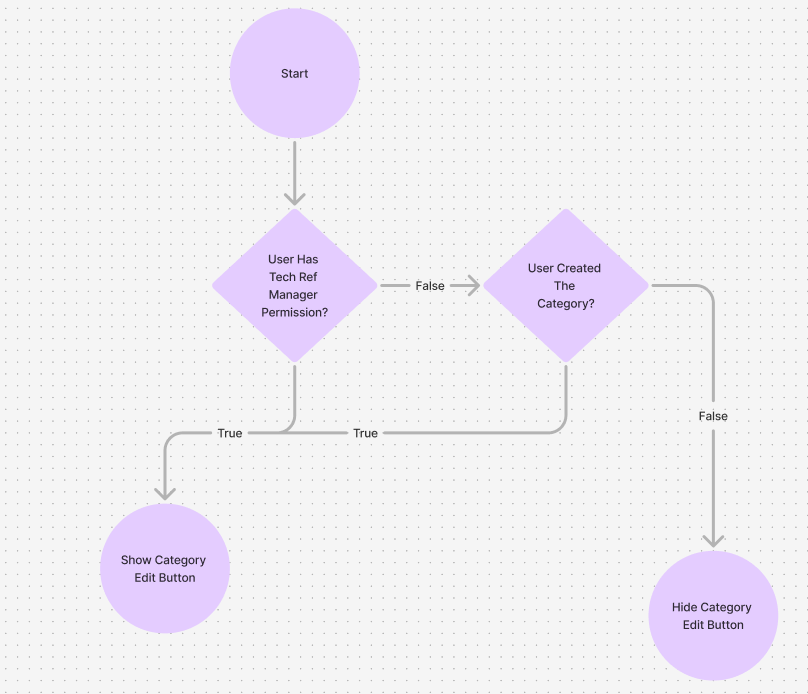 Start
User Has
Tech Ref
Manager
Permission?
False
User Created
The
Category?
False
True
True
Show Category
Edit Button
Hide Category
Edit Button